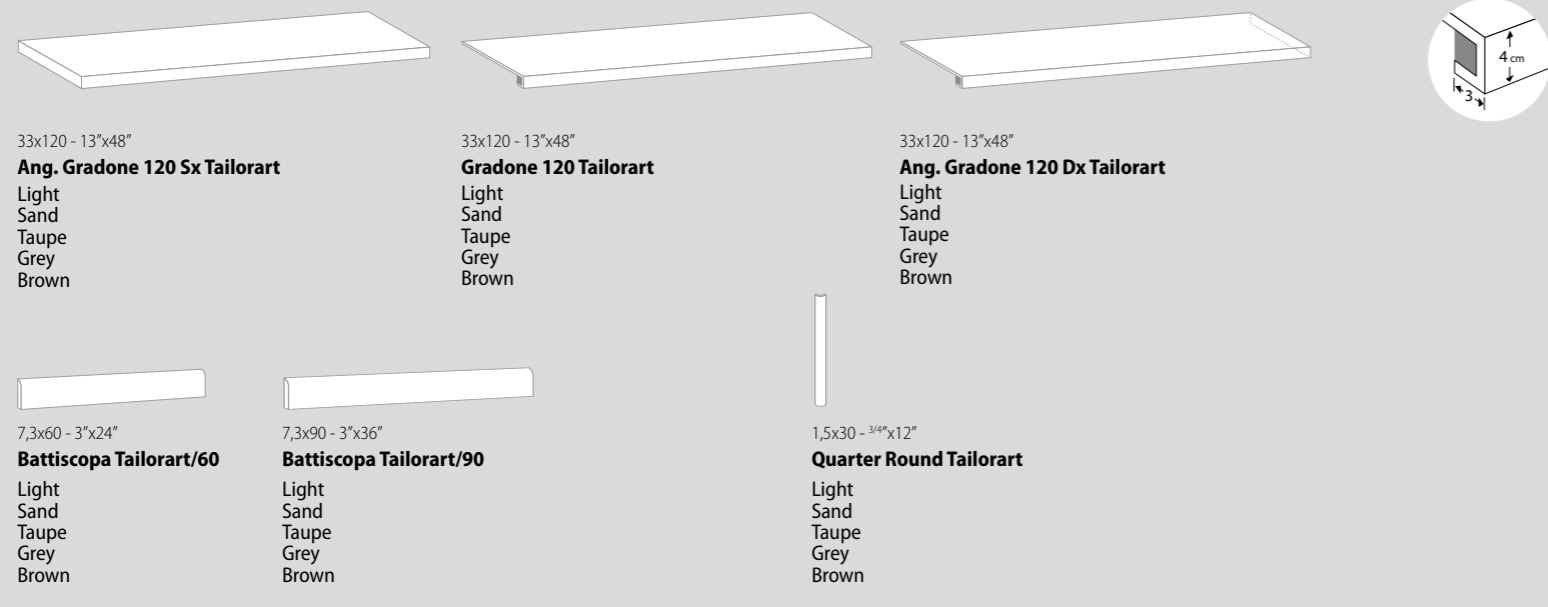 4 cm
3
33x120 - 13”x48”
Ang. Gradone 120 Sx Tailorart
Light
Sand
Taupe
Grey
Brown
33x120 - 13”x48”
Gradone 120 Tailorart
Light
Sand
Taupe
Grey
Brown
33x120 - 13”x48”
Ang. Gradone 120 Dx Tailorart
Light
Sand
Taupe
Grey
Brown
7,3x60 - 3”x24”
Battiscopa Tailorart/60
Light
Sand
Taupe
Grey
Brown
7,3x90 - 3”x36”
Battiscopa Tailorart/90
Light
Sand
Taupe
Grey
Brown
1,5x30 - 3/4”x12”
Quarter Round Tailorart
Light
Sand
Taupe
Grey
Brown